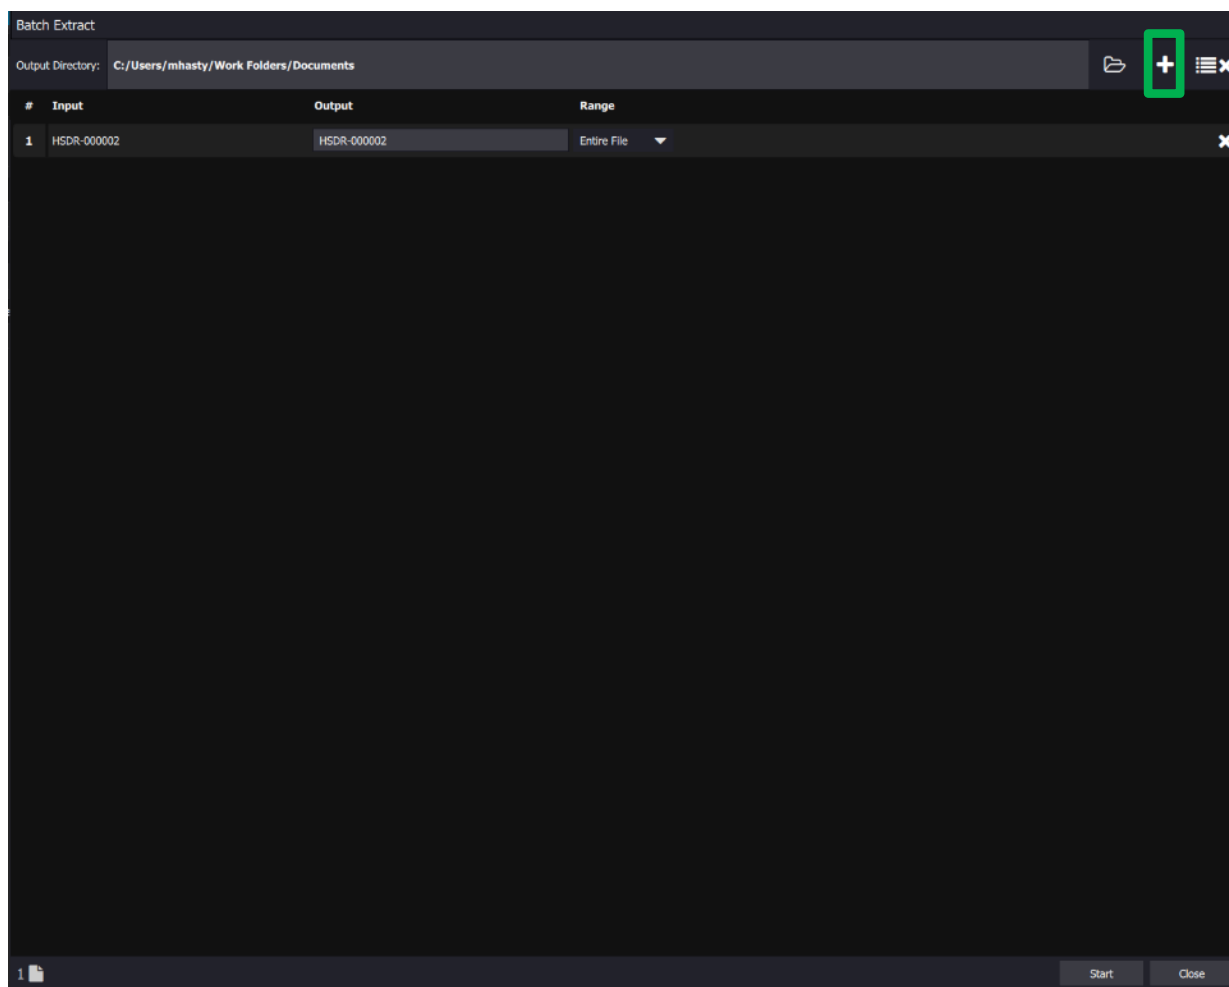 Batch Extract
Output Directory: C:/Users/mhasty/Work Folders/Documents
# Input Output Range
1 HSDR-000002 HSDR-000002 Entire File
1 Start Close